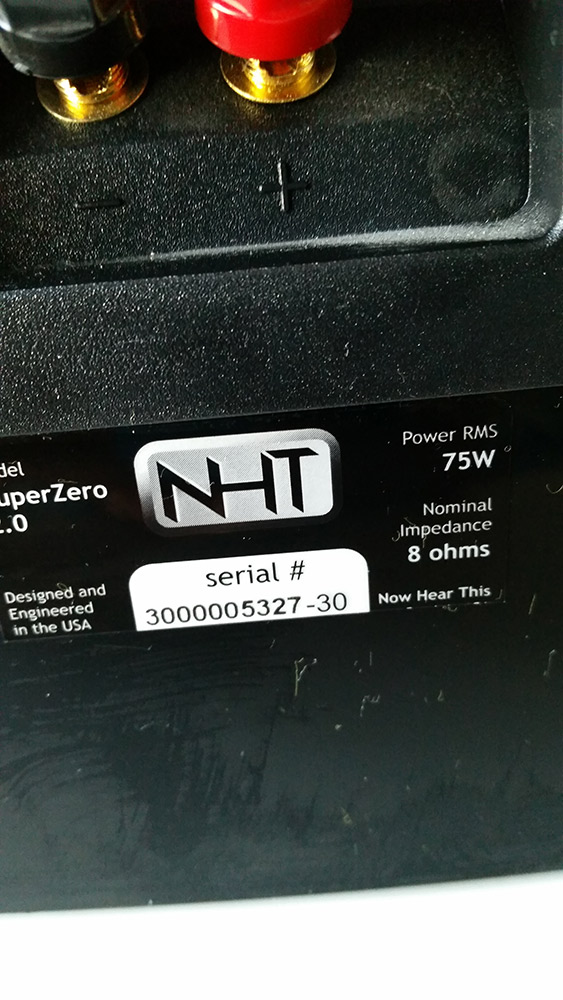 - +
del
uperZero
.0
NHT
Power RMS
75W
Nominal
Impedance
8 ohms
serial #
3000005327-30
Designed and
Engineered
in the USA
Now Hear This